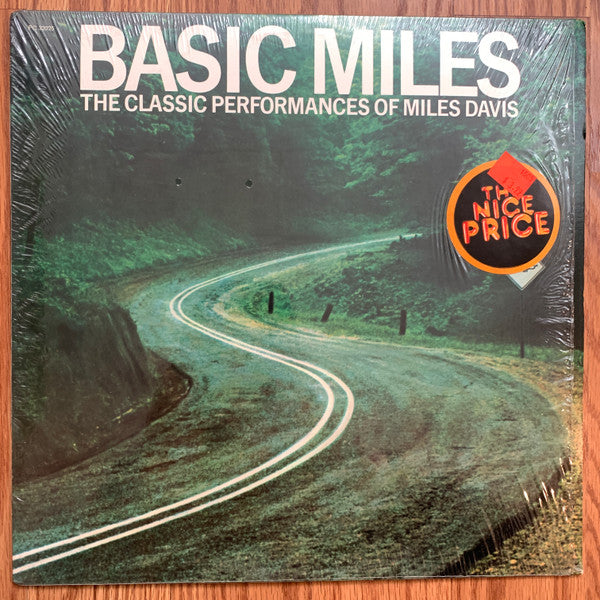 BASIC MILES
THE CLASSIC PERFORMANCES OF MILES DAVIS
THE
NICE
PRICE